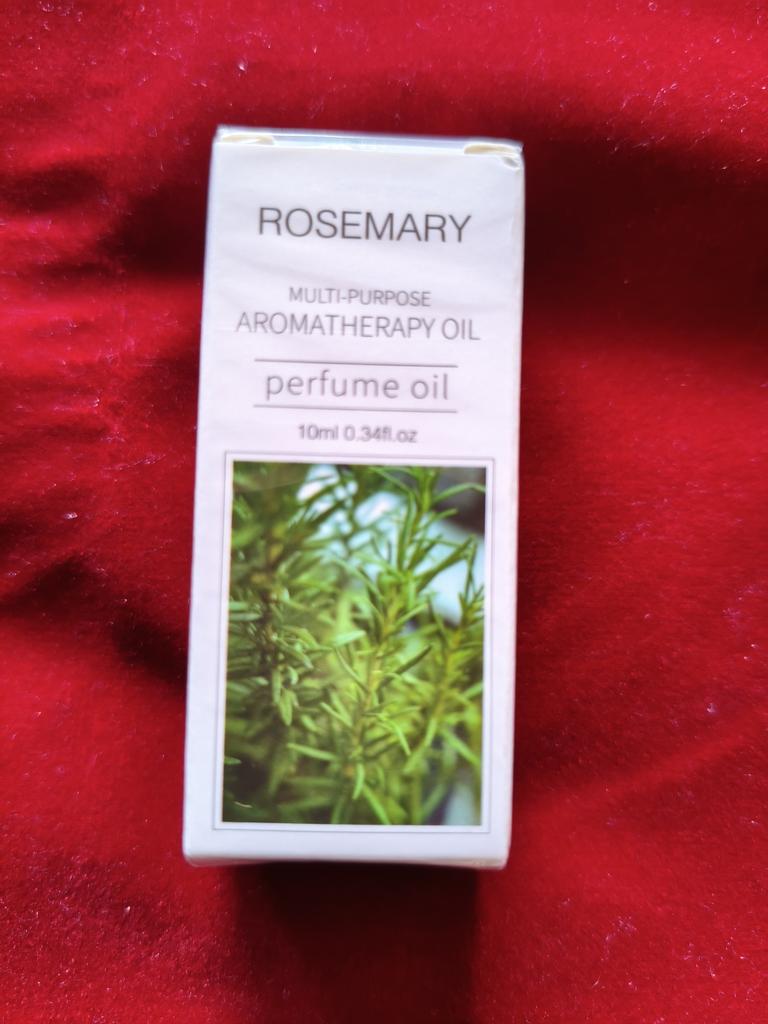 ROSEMARY
MULTI-PURPOSE
AROMATHERAPY OIL
perfume oil
10ml 0.34fl.oz